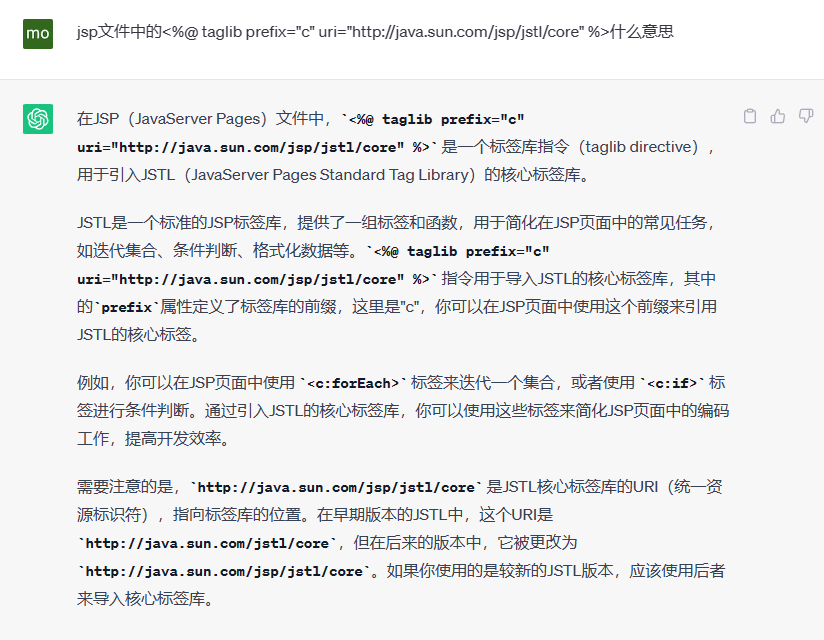 mo
jsp文件中的<%@ taglib prefix="c" uri="http://java.sun.com/jsp/jstl/core" %>什么意思
在JSP（JavaServer Pages）文件中，`<%@ taglib prefix="c"
uri="http://java.sun.com/jsp/jstl/core" %>` 是一个标签库指令（taglib directive），
用于引入JSTL（JavaServer Pages Standard Tag Library）的核心标签库。
JSTL是一个标准的JSP标签库，提供了一组标签和函数，用于简化在JSP页面中的常见任务，
如迭代集合、条件判断、格式化数据等。`<%@ taglib prefix="c"
uri="http://java.sun.com/jsp/jstl/core" %>` 指令用于导入JSTL的核心标签库，其中
的`prefix`属性定义了标签库的前缀，这里是"c"，你可以在JSP页面中使用这个前缀来引用
JSTL的核心标签。
例如，你可以在JSP页面中使用 `<c:forEach>` 标签来迭代一个集合，或者使用 `<c:if>` 标
签进行条件判断。通过引入JSTL的核心标签库，你可以使用这些标签来简化JSP页面中的编码
工作，提高开发效率。
需要注意的是，`http://java.sun.com/jsp/jstl/core` 是JSTL核心标签库的URI（统一资
源标识符），指向标签库的位置。在早期版本的JSTL中，这个URI是
`http://java.sun.com/jstl/core`，但在后来的版本中，它被更改为
`http://java.sun.com/jsp/jstl/core`。如果你使用的是较新的JSTL版本，应该使用后者
来导入核心标签库。